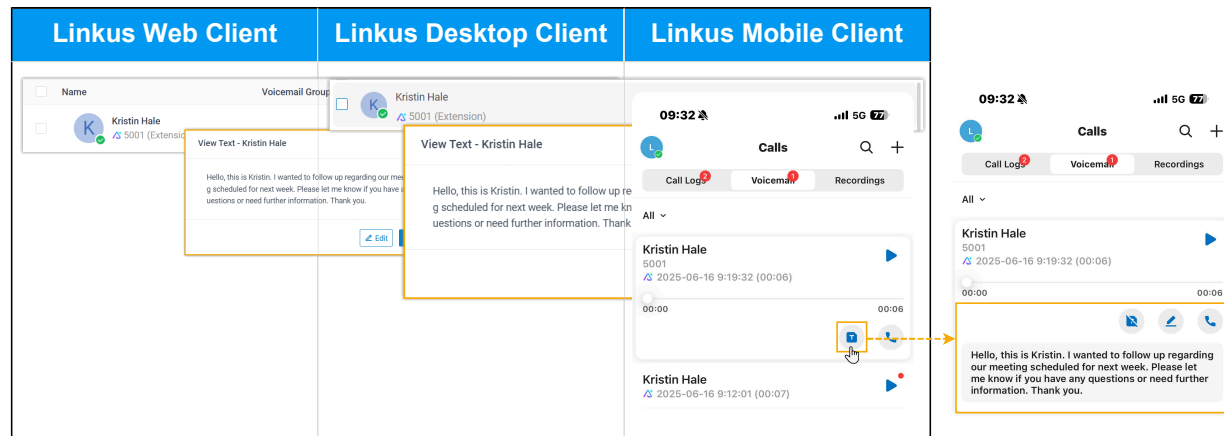 Linkus Web Client
Linkus Desktop Client
Linkus Mobile Client
Name
Voicemail Group
Kristin Hale
5001 (Extension)
View Text - Kristin Hale
Hello, this is Kristin. I wanted to follow up regarding our mee
g scheduled for next week. Please let me know if you have a
uestions or need further information. Thank you.
Edit
Kristin Hale
5001 (Extension)
View Text - Kristin Hale
Hello, this is Kristin. I wanted to follow up re
g scheduled for next week. Please let me kn
uestions or need further information. Thank
09:32
5G 77
L
Calls
Call Logs 2
Voicemail 1
Recordings
All
Kristin Hale
5001
2025-06-16 9:19:32 (00:06)
00:00
00:06
T
Kristin Hale
2025-06-16 9:12:01 (00:07)
09:32
5G 77
L
Calls
Call Logs 2
Voicemail 1
Recordings
All
Kristin Hale
5001
2025-06-16 9:19:32 (00:06)
00:00
00:06
Hello, this is Kristin. I wanted to follow up regarding
our meeting scheduled for next week. Please let
me know if you have any questions or need further
information. Thank you.